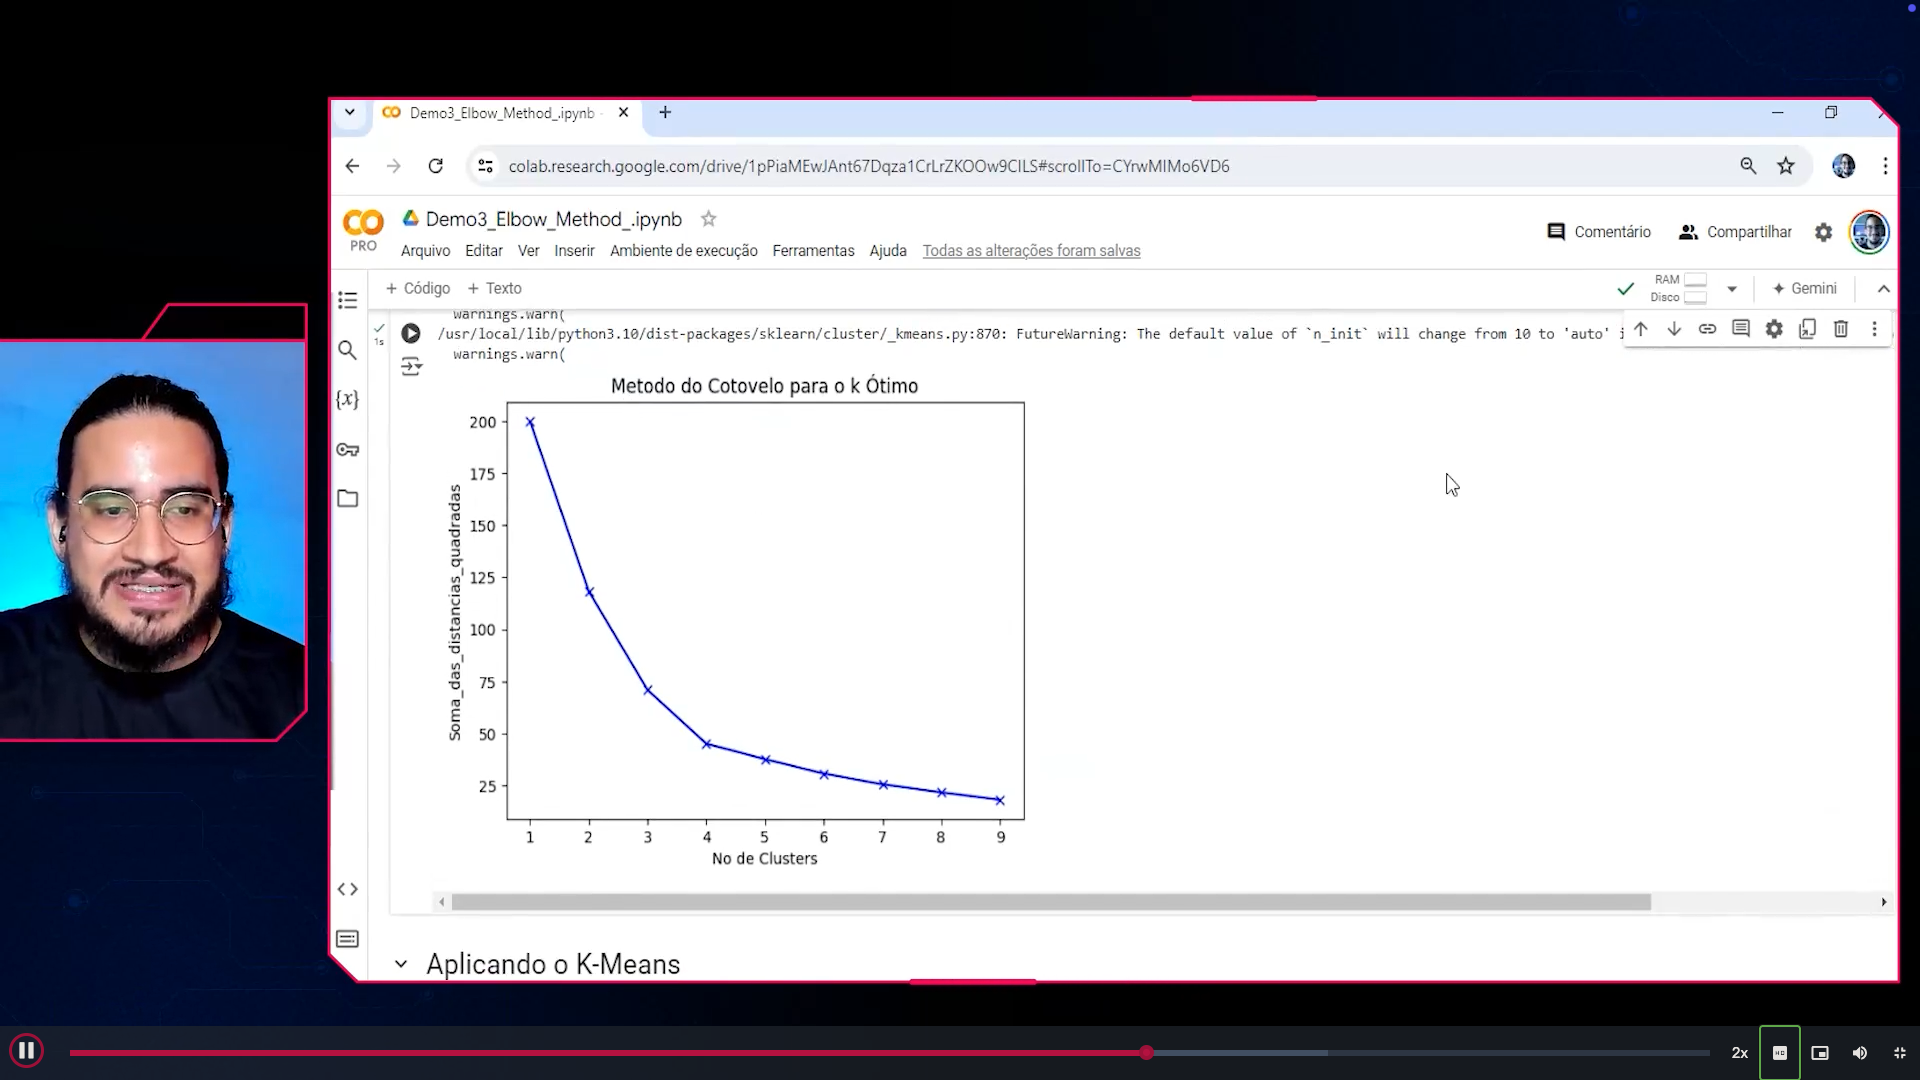 Demo3_Elbow_Method_.ipynb -
colab.research.google.com/drive/1pPiaMEwJAnt67Dqza1CrLrZKOOw9CILS#scrollTo=CYrwMIMo6VD6
CO
PRO
Demo3_Elbow_Method_.ipynb
Comentário
Compartilhar
Arquivo Editar Ver Inserir Ambiente de execução Ferramentas Ajuda Todas as alterações foram salvas
+ Código + Texto
RAM
Disco
Gemini
warnings.warn(
1s
/usr/local/lib/python3.10/dist-packages/sklearn/cluster/_kmeans.py:870: FutureWarning: The default value of `n_init` will change from 10 to 'auto' i
warnings.warn(
{x}
Metodo do Cotovelo para o k Ótimo
Soma_das_distancias_quadradas
200
175
150
125
100
75
50
25
1 2 3 4 5 6 7 8 9
No de Clusters
Aplicando o K-Means
2x
HD